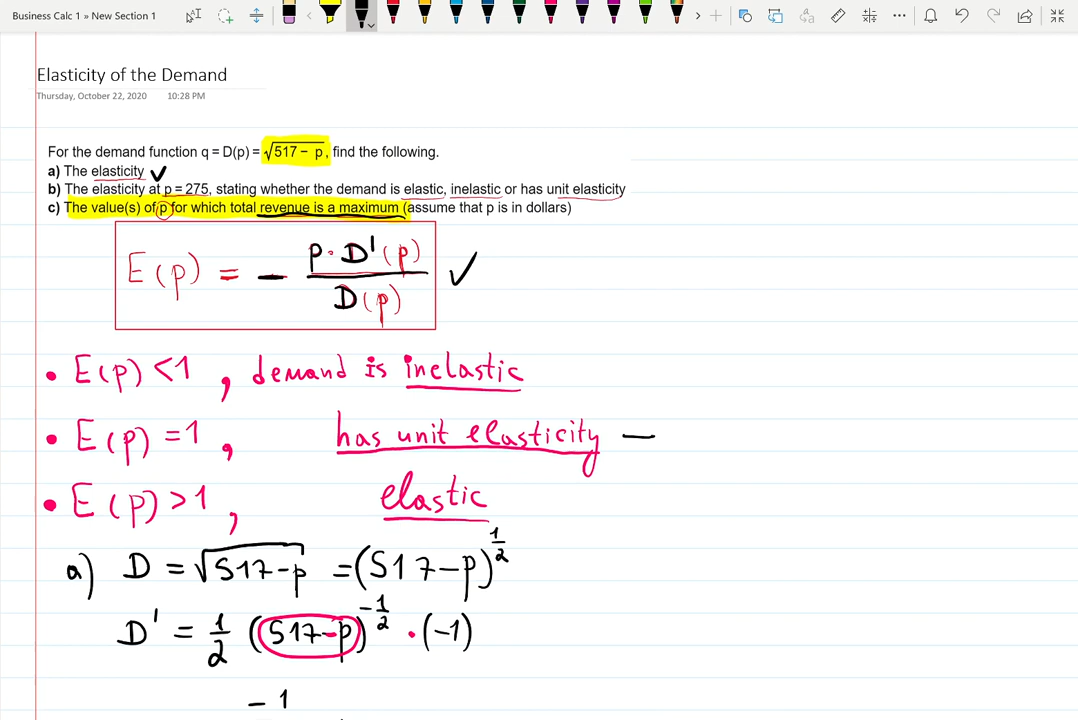 Business Calc 1 » New Section 1
Elasticity of the Demand
Thursday, October 22, 2020 10:28 PM
For the demand function q = D(p) = √517 − p, find the following.
a) The elasticity ✓
b) The elasticity at p = 275, stating whether the demand is elastic, inelastic or has unit elasticity
c) The value(s) of p for which total revenue is a maximum (assume that p is in dollars)
E(p) = − p · D'(p) / D(p) ✓
• E(p) < 1, demand is inelastic
• E(p) = 1, has unit elasticity —
• E(p) > 1, elastic
a) D = √517−p = (517−p)^1/2
D' = 1/2 (517−p)^−1/2 · (−1)
− 1